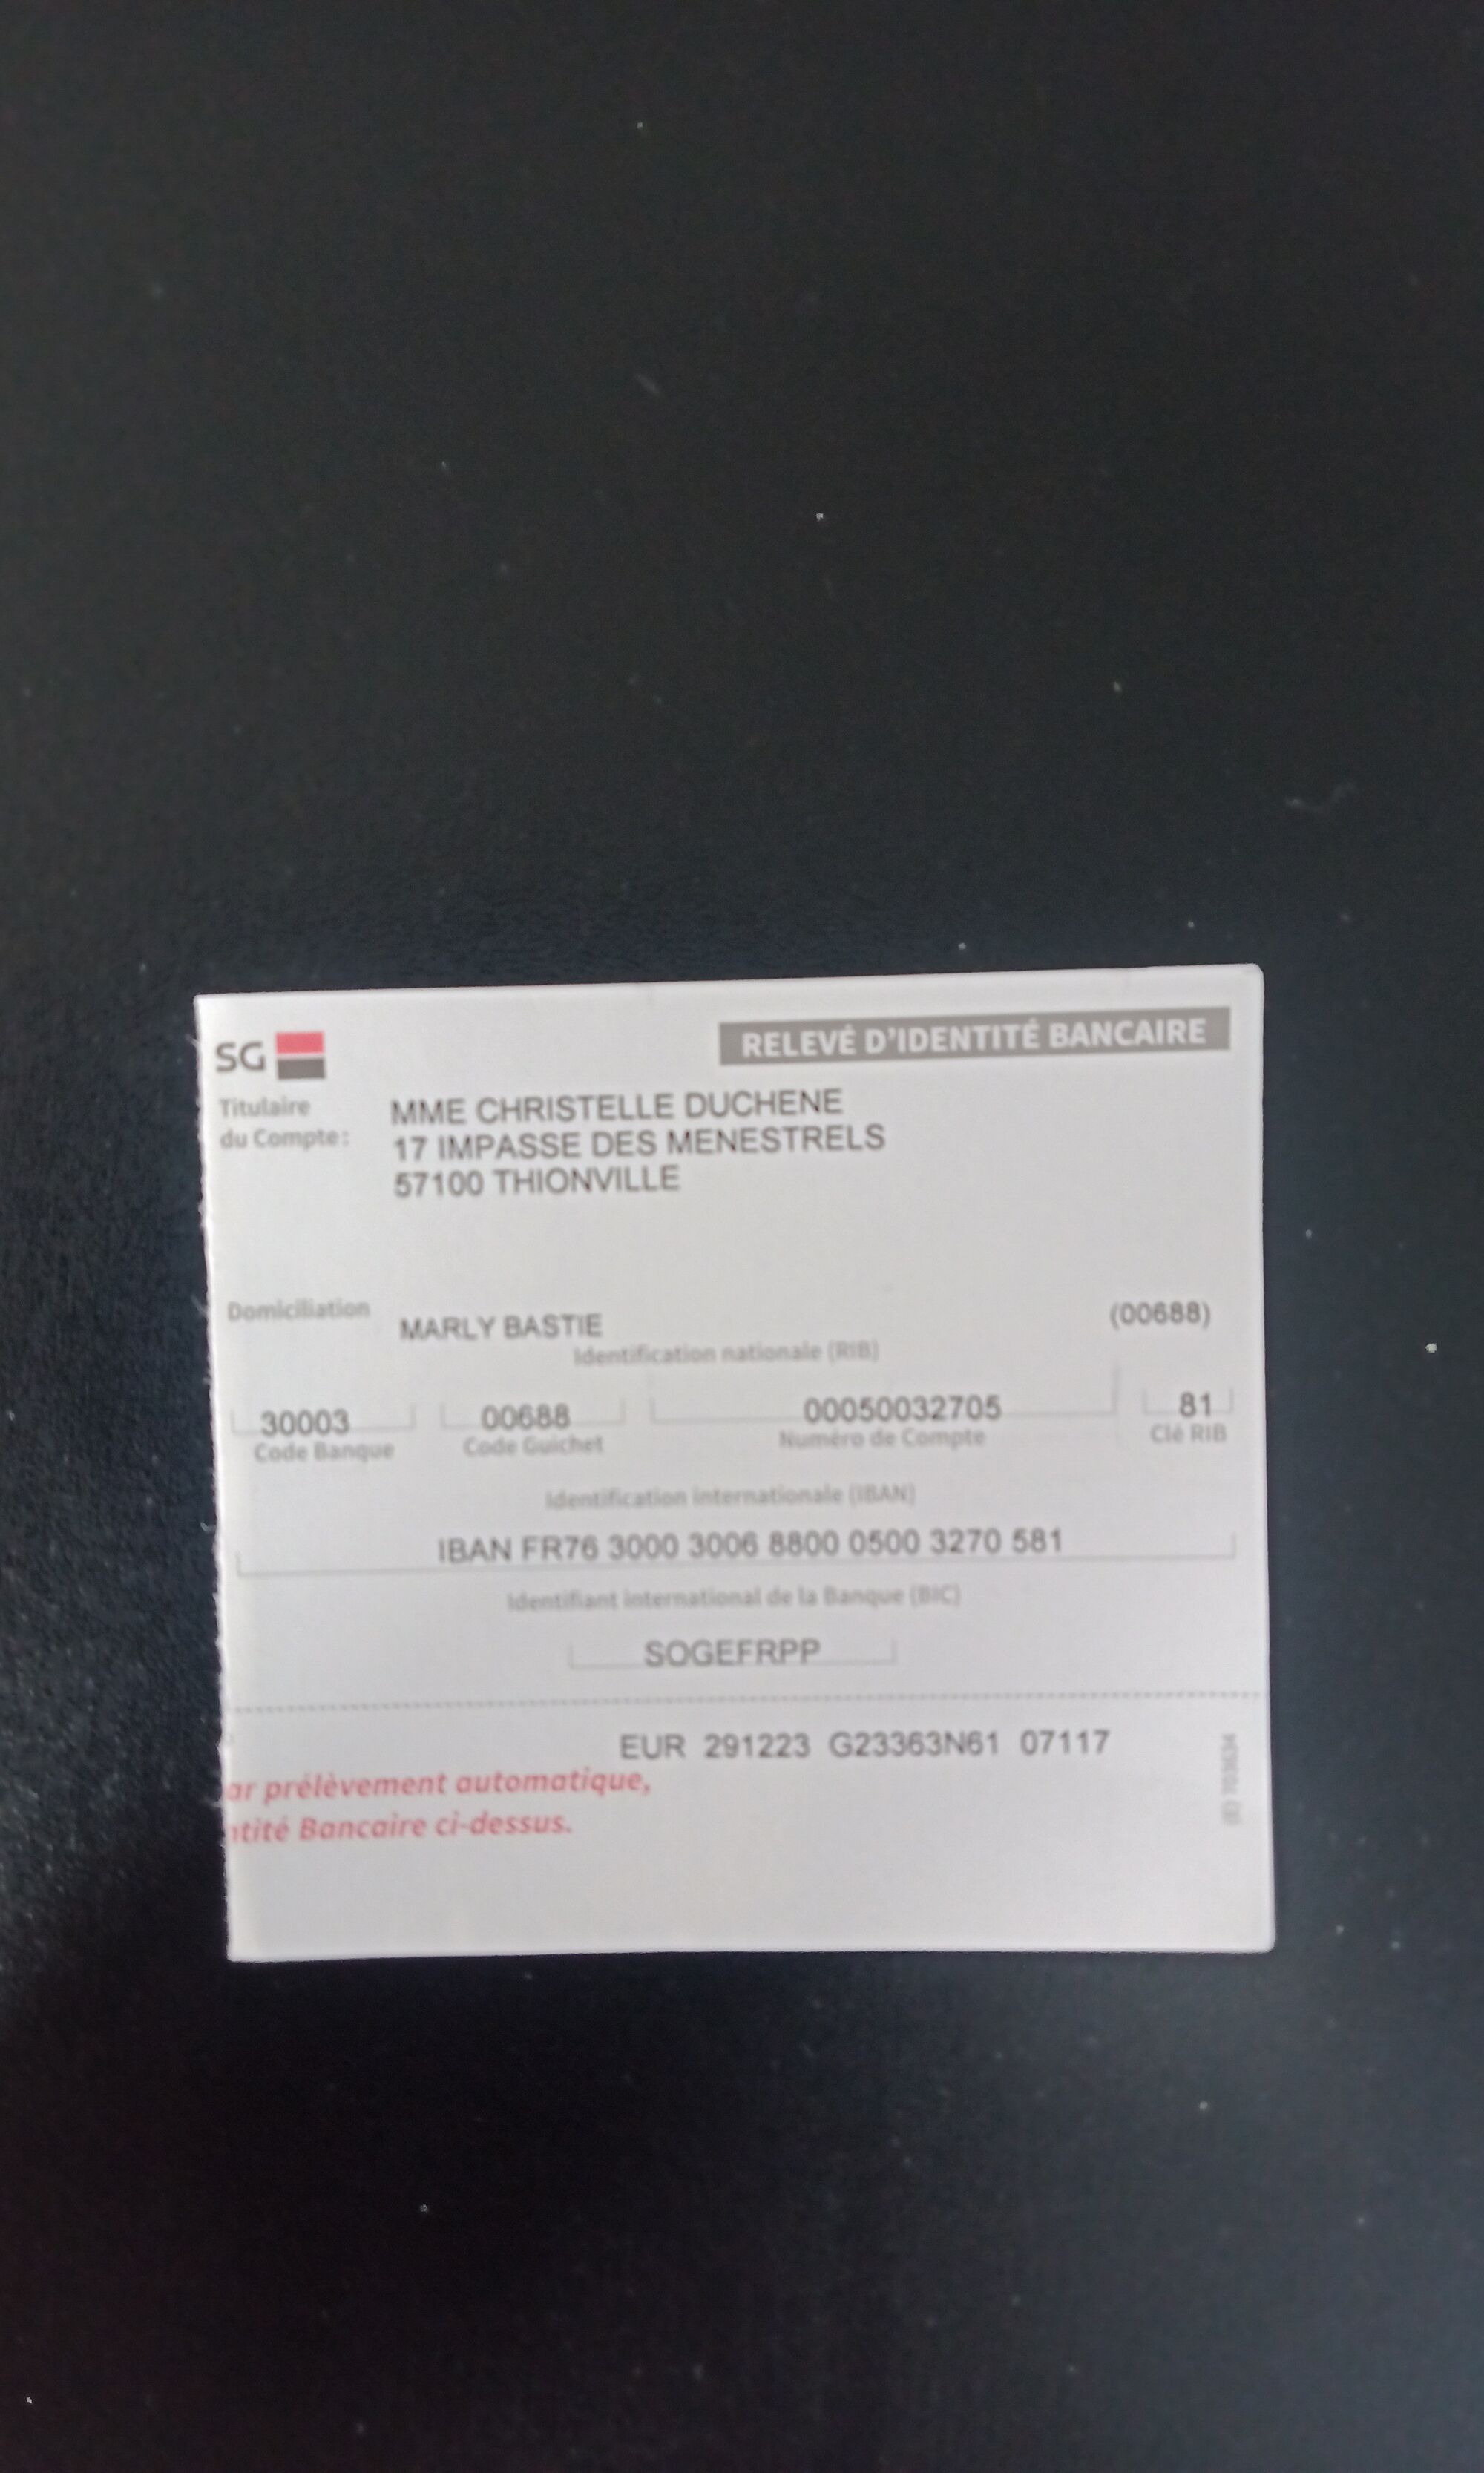 SG
RELEVÉ D'IDENTITÉ BANCAIRE
Titulaire
du Compte :
MME CHRISTELLE DUCHENE
17 IMPASSE DES MENESTRELS
57100 THIONVILLE
Domiciliation
MARLY BASTIE
(00688)
Identification nationale (RIB)
30003 00688 00050032705 81
Code Banque Code Guichet Numéro de Compte Clé RIB
Identification internationale (IBAN)
IBAN FR76 3000 3006 8800 0500 3270 581
Identifiant international de la Banque (BIC)
SOGEFRPP
EUR 291223 G23363N61 07117
ar prélèvement automatique,
ntité Bancaire ci-dessus.